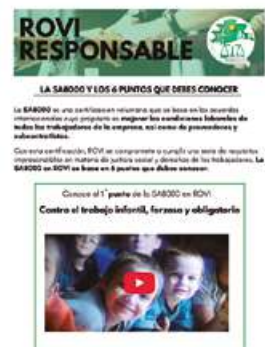 ROVI
RESPONSABLE
LA SA8000 Y LOS 6 PUNTOS QUE DEBES CONOCER
La SA8000 es una certificación voluntaria que se basa en los acuerdos
internacionales cuyo propósito es mejorar las condiciones laborales de
todos los trabajadores de la empresa, así como de proveedores y
subcontratistas.
Con esta certificación, ROVI se compromete a cumplir una serie de requisitos
imprescindibles en materia de justicia social y derechos de los trabajadores. La
SA8000 en ROVI se basa en 6 puntos que debes conocer.
Conoce el 1º punto de la SA8000 en ROVI
Contra el trabajo infantil, forzoso y obligatorio